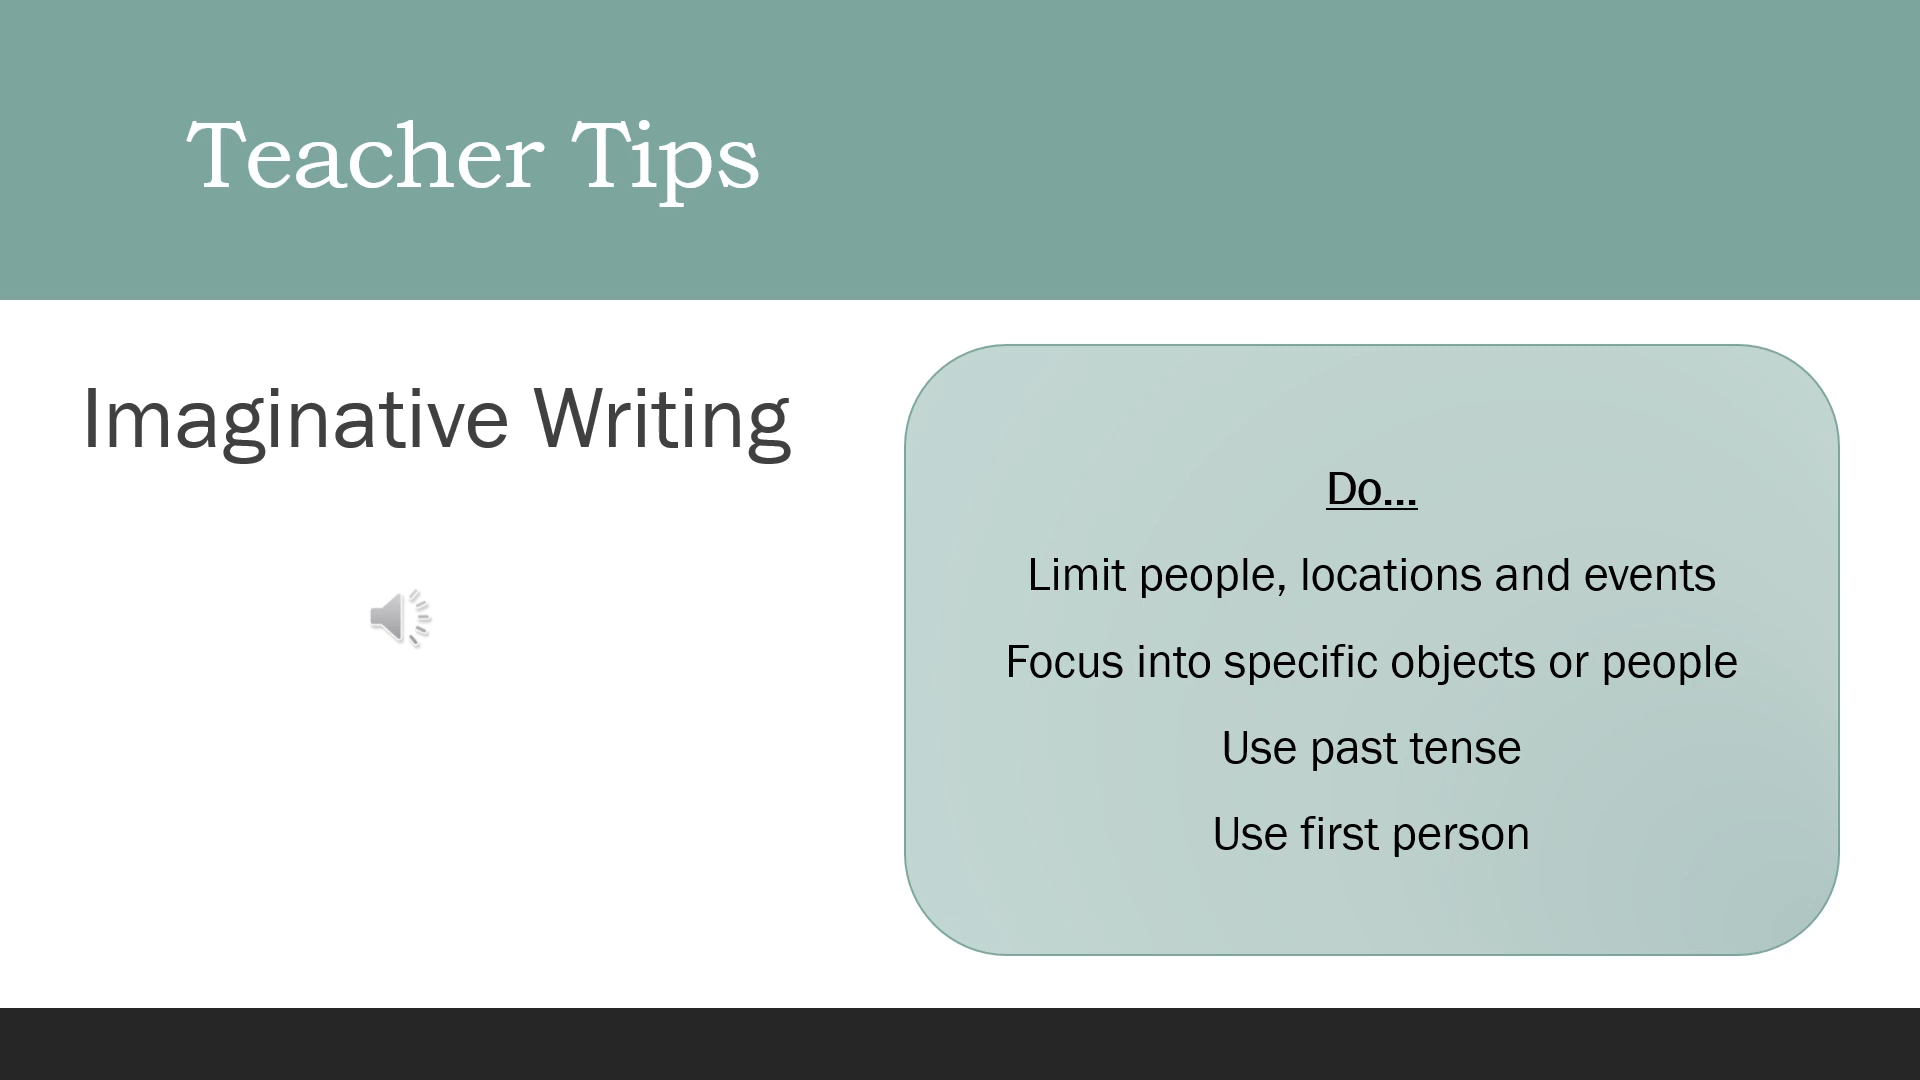 Teacher Tips
Imaginative Writing
Do...
Limit people, locations and events
Focus into specific objects or people
Use past tense
Use first person